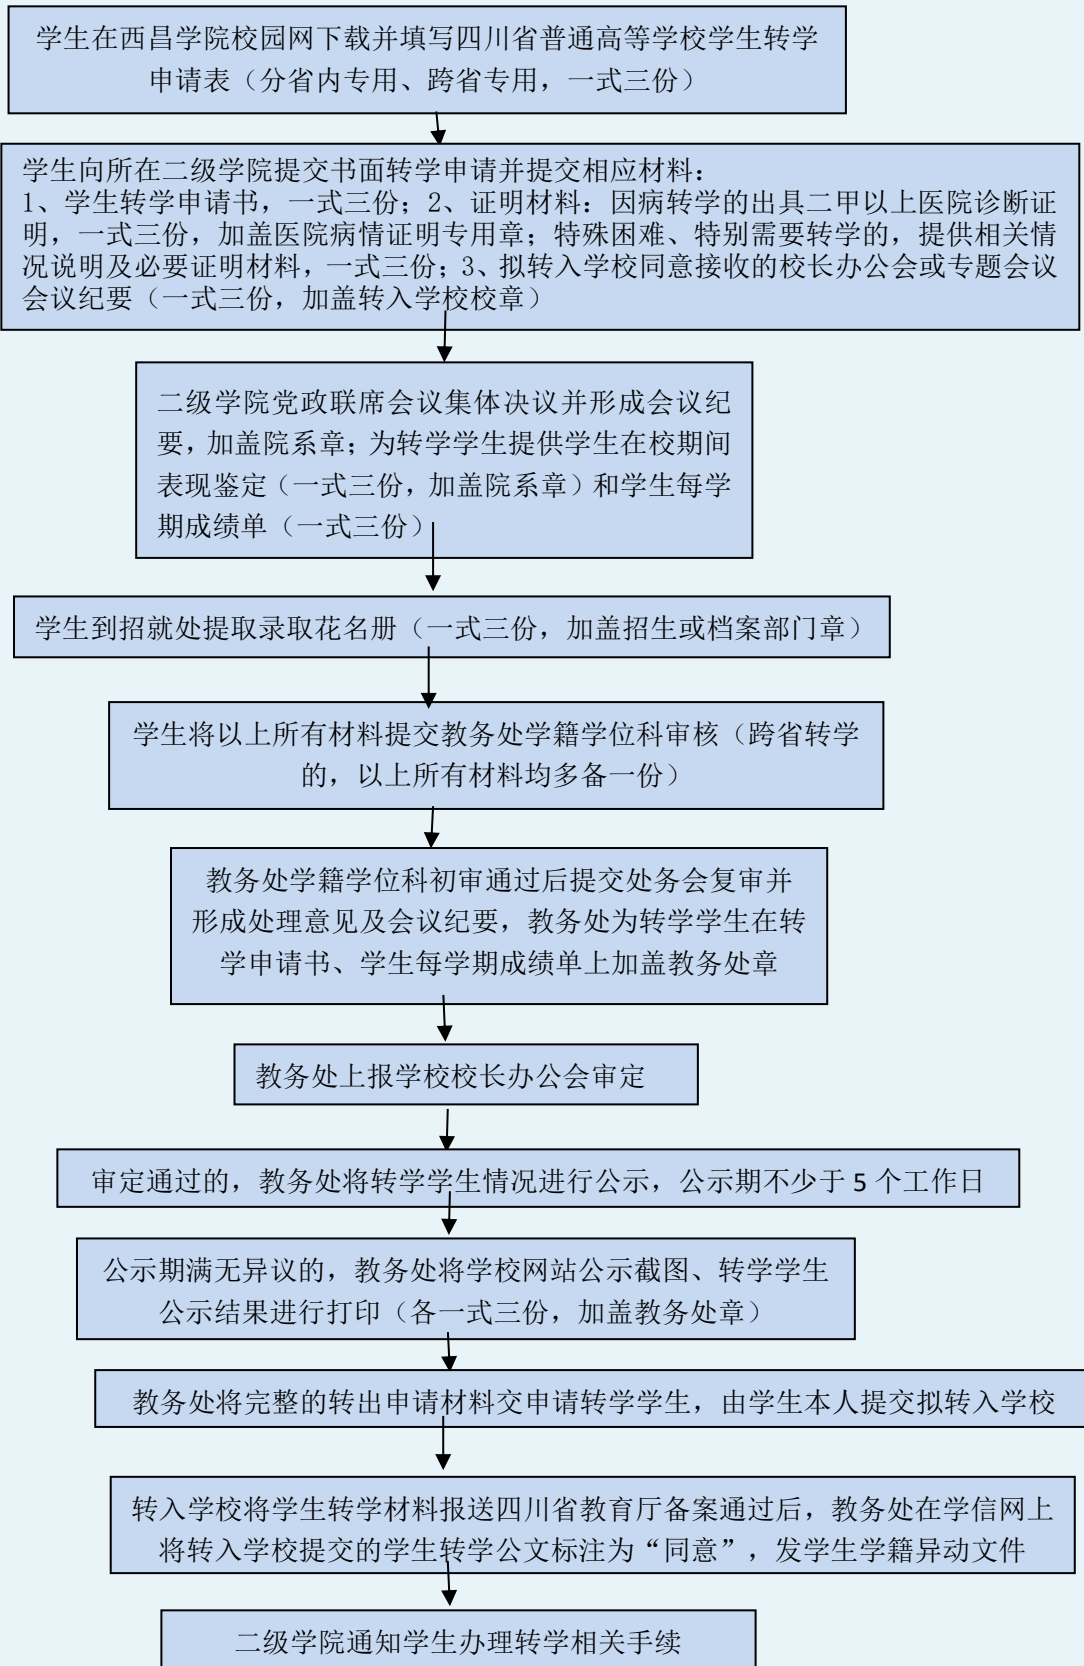 学生在西昌学院校园网下载并填写四川省普通高等学校学生转学
申请表（分省内专用、跨省专用，一式三份）
学生向所在二级学院提交书面转学申请并提交相应材料：
1、学生转学申请书，一式三份；2、证明材料：因病转学的出具二甲以上医院诊断证
明，一式三份，加盖医院病情证明专用章；特殊困难、特别需要转学的，提供相关情
况说明及必要证明材料，一式三份；3、拟转入学校同意接收的校长办公会或专题会议
会议纪要（一式三份，加盖转入学校校章）
二级学院党政联席会议集体决议并形成会议纪
要，加盖院系章；为转学学生提供学生在校期间
表现鉴定（一式三份，加盖院系章）和学生每学
期成绩单（一式三份）
学生到招就处提取录取花名册（一式三份，加盖招生或档案部门章）
学生将以上所有材料提交教务处学籍学位科审核（跨省转学
的，以上所有材料均多备一份）
教务处学籍学位科初审通过后提交处务会复审并
形成处理意见及会议纪要，教务处为转学学生在转
学申请书、学生每学期成绩单上加盖教务处章
教务处上报学校校长办公会审定
审定通过的，教务处将转学学生情况进行公示，公示期不少于 5 个工作日
公示期满无异议的，教务处将学校网站公示截图、转学学生
公示结果进行打印（各一式三份，加盖教务处章）
教务处将完整的转出申请材料交申请转学学生，由学生本人提交拟转入学校
转入学校将学生转学材料报送四川省教育厅备案通过后，教务处在学信网上
将转入学校提交的学生转学公文标注为“同意”，发学生学籍异动文件
二级学院通知学生办理转学相关手续